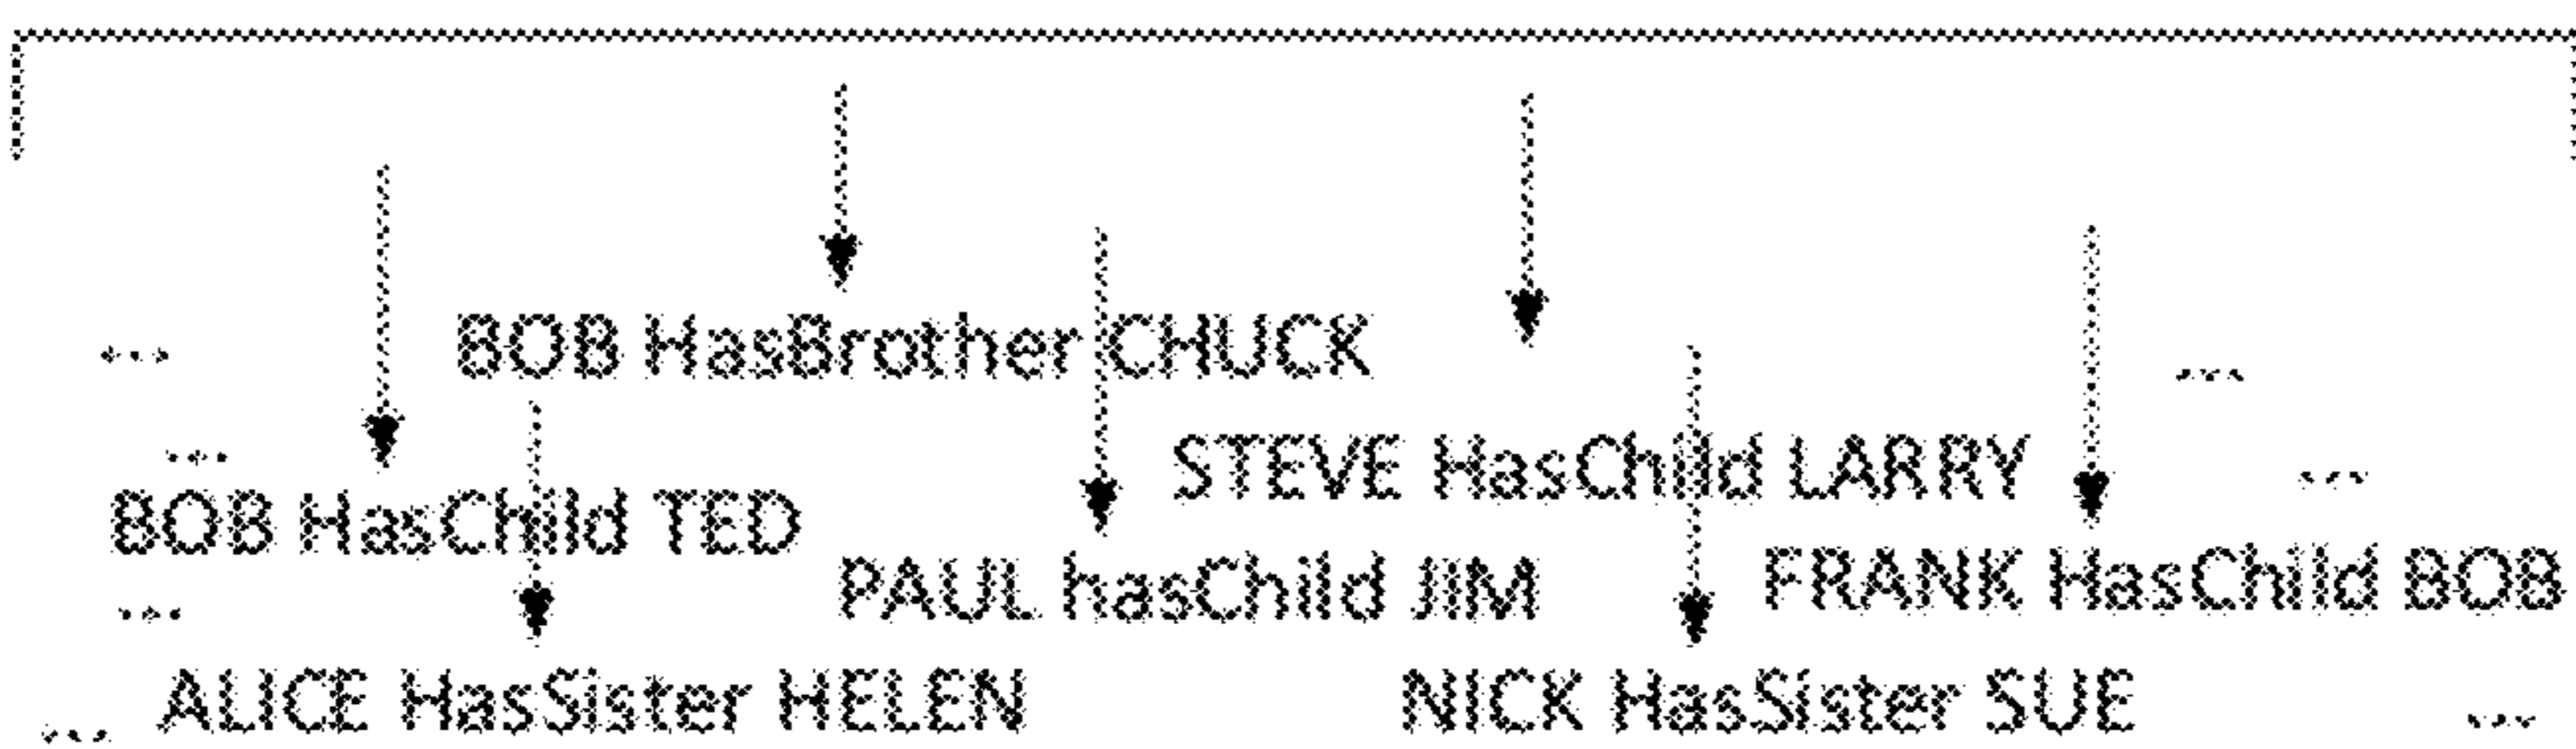 ... BOB HasBrother CHUCK ...
... STEVE HasChild LARRY ...
BOB HasChild TED
... PAUL hasChild JIM FRANK HasChild BOB
... ALICE HasSister HELEN NICK HasSister SUE ...